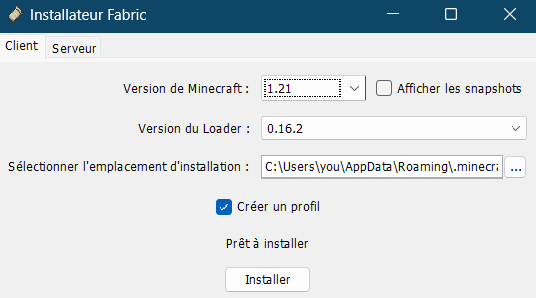 Installateur Fabric
Client Serveur
Version de Minecraft : 1.21 Afficher les snapshots
Version du Loader : 0.16.2
Sélectionner l'emplacement d'installation : C:\Users\you\AppData\Roaming\.minecra ...
Créer un profil
Prêt à installer
Installer